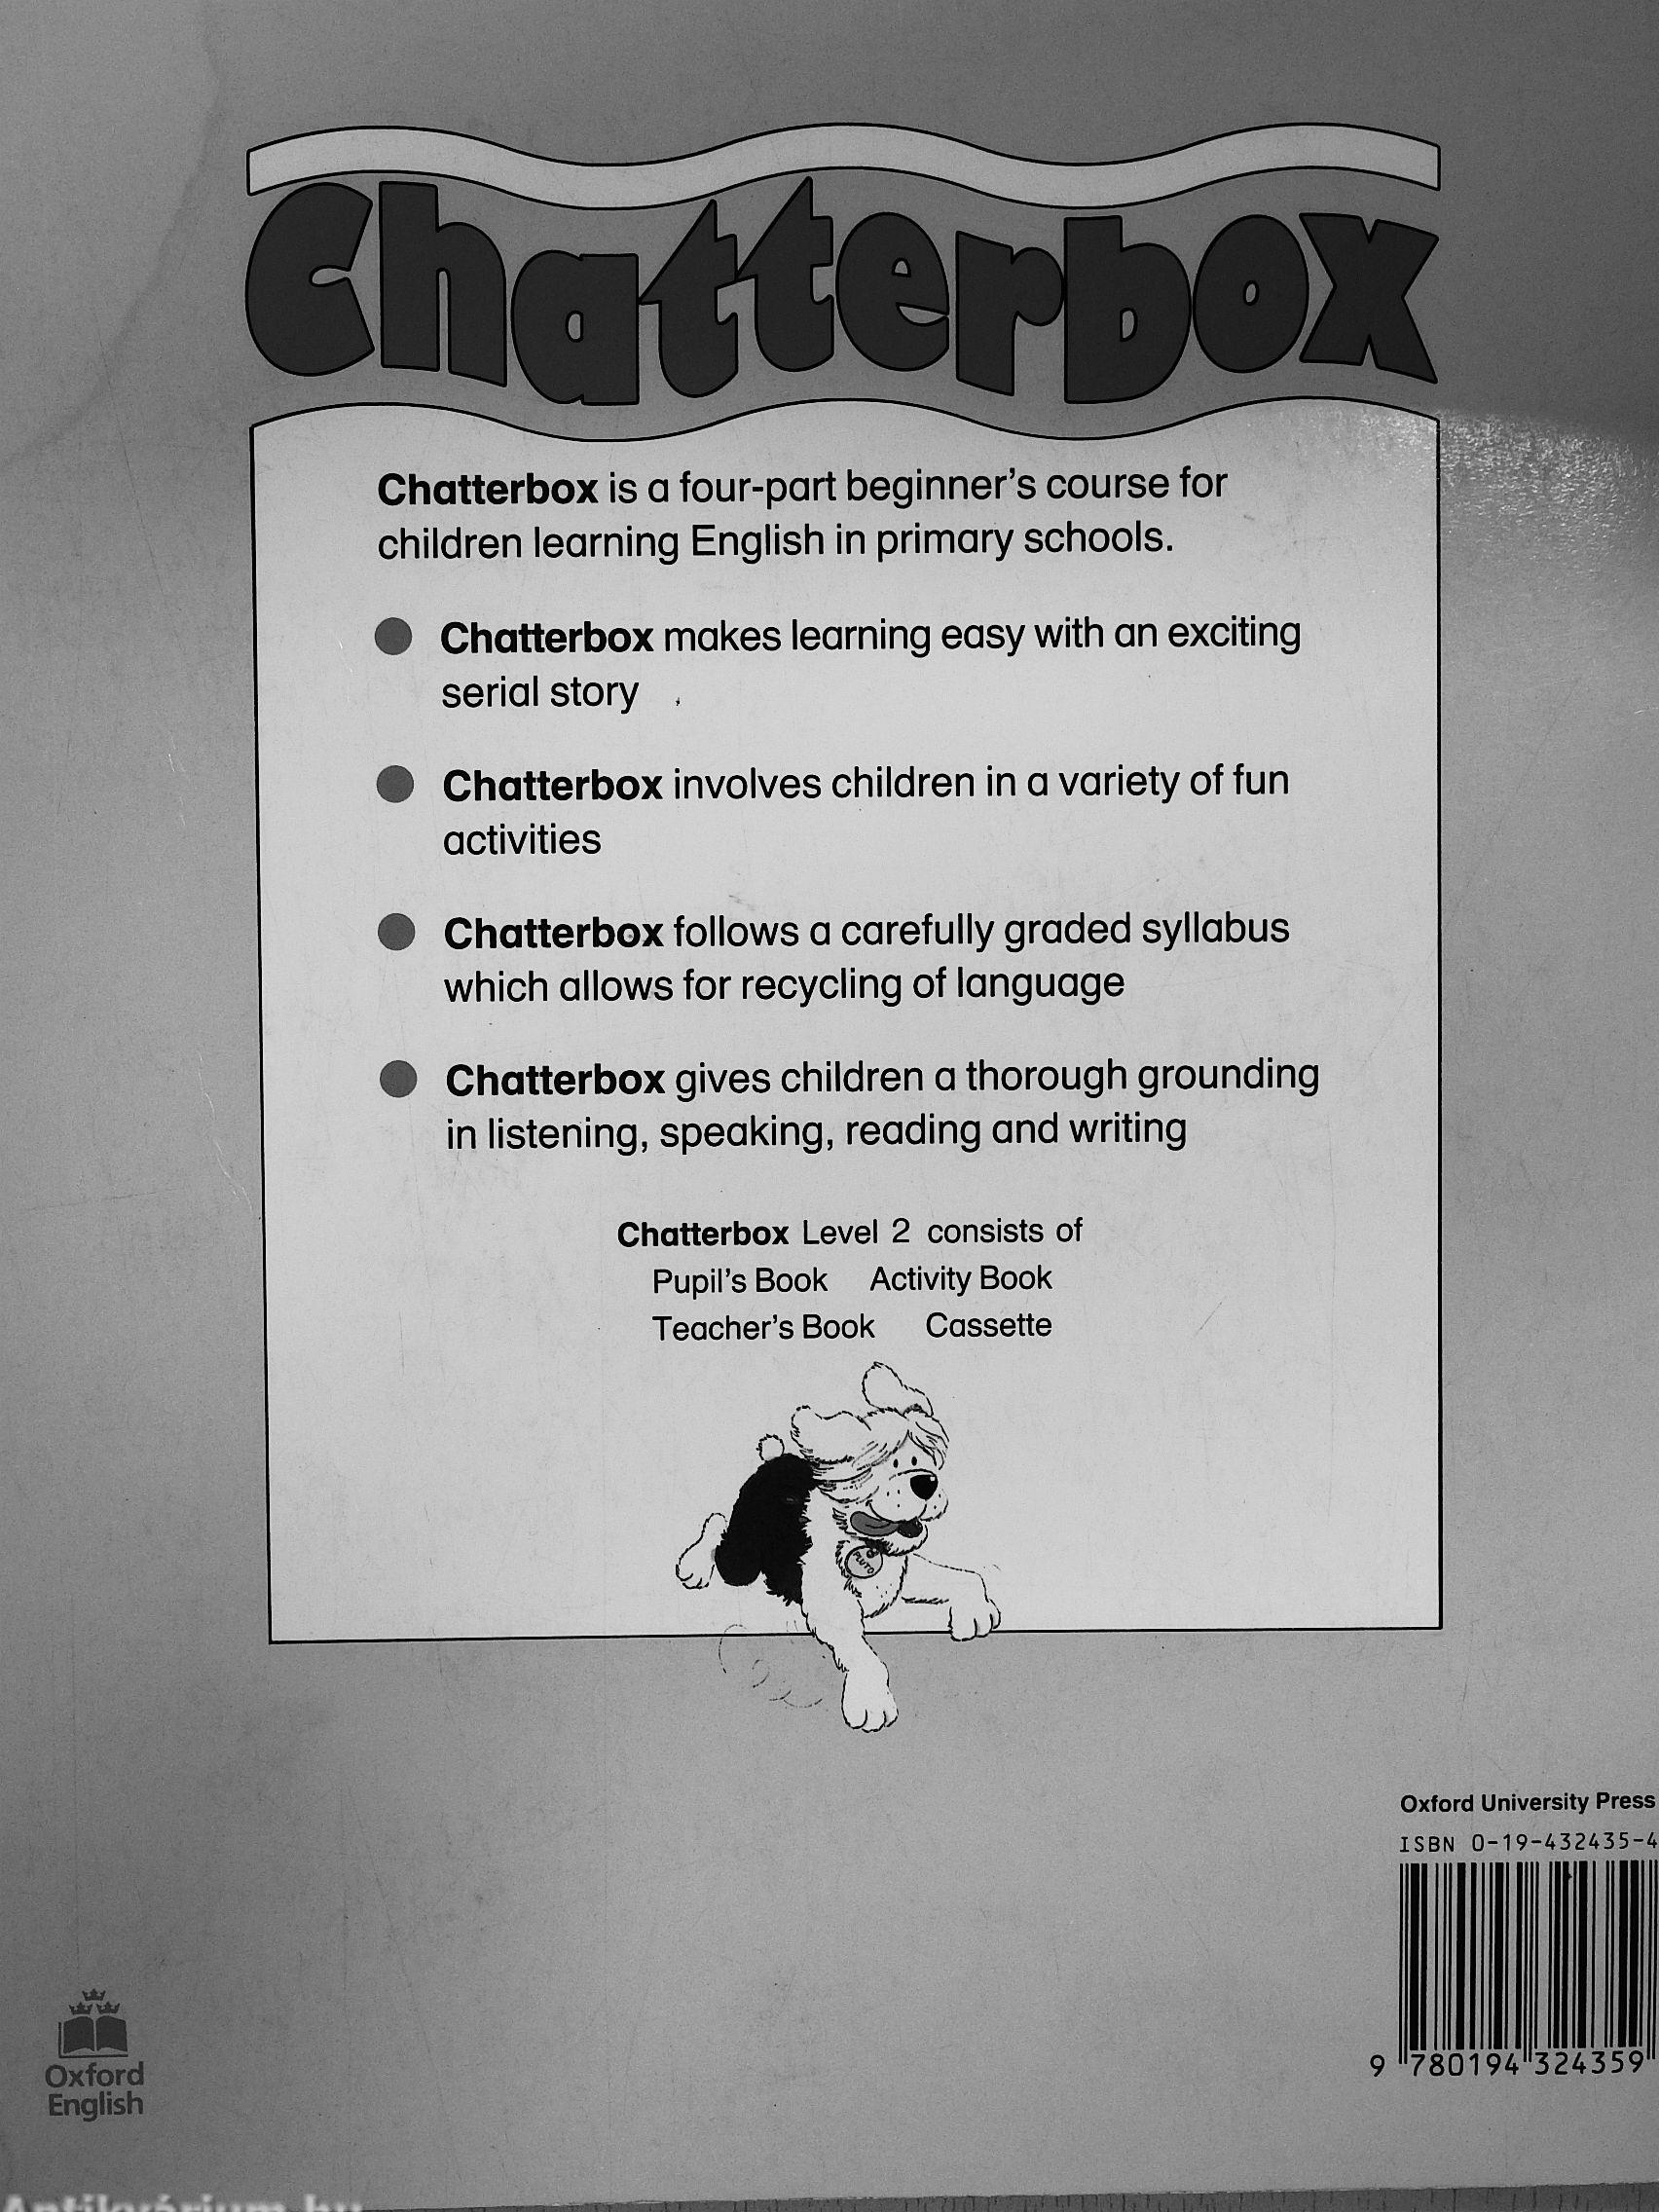 Chatterbox
Chatterbox is a four-part beginner's course for
children learning English in primary schools.
● Chatterbox makes learning easy with an exciting
serial story
● Chatterbox involves children in a variety of fun
activities
● Chatterbox follows a carefully graded syllabus
which allows for recycling of language
● Chatterbox gives children a thorough grounding
in listening, speaking, reading and writing
Chatterbox Level 2 consists of
Pupil's Book Activity Book
Teacher's Book Cassette
PLUTO
Oxford University Press
ISBN 0-19-432435-4
9 780194 324359
Oxford
English
Antikvárium.hu